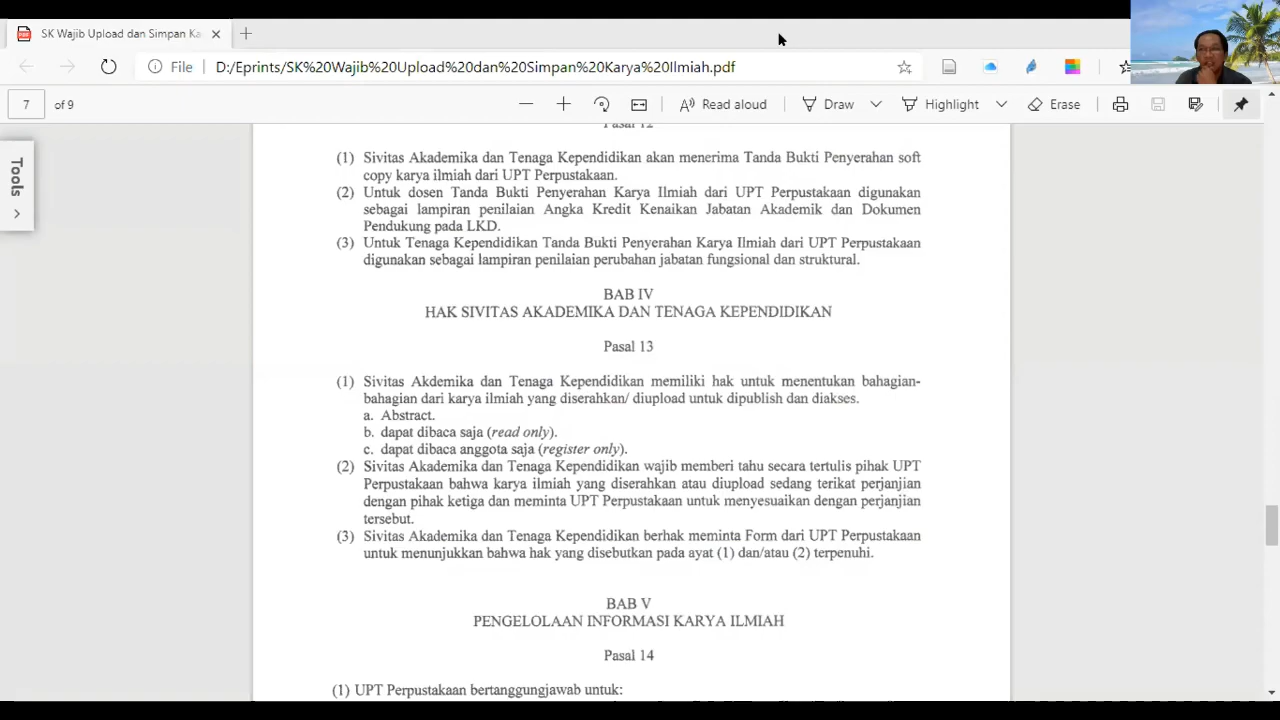 SK Wajib Upload dan Simpan Ka
File D:/Eprints/SK%20Wajib%20Upload%20dan%20Simpan%20Karya%20Ilmiah.pdf
7 of 9 Read aloud Draw Highlight Erase
Tools
Pasal 12
(1) Sivitas Akademika dan Tenaga Kependidikan akan menerima Tanda Bukti Penyerahan soft
copy karya ilmiah dari UPT Perpustakaan.
(2) Untuk dosen Tanda Bukti Penyerahan Karya Ilmiah dari UPT Perpustakaan digunakan
sebagai lampiran penilaian Angka Kredit Kenaikan Jabatan Akademik dan Dokumen
Pendukung pada LKD.
(3) Untuk Tenaga Kependidikan Tanda Bukti Penyerahan Karya Ilmiah dari UPT Perpustakaan
digunakan sebagai lampiran penilaian perubahan jabatan fungsional dan struktural.
BAB IV
HAK SIVITAS AKADEMIKA DAN TENAGA KEPENDIDIKAN
Pasal 13
(1) Sivitas Akdemika dan Tenaga Kependidikan memiliki hak untuk menentukan bahagian-
bahagian dari karya ilmiah yang diserahkan/ diupload untuk dipublish dan diakses.
a. Abstract.
b. dapat dibaca saja (read only).
c. dapat dibaca anggota saja (register only).
(2) Sivitas Akademika dan Tenaga Kependidikan wajib memberi tahu secara tertulis pihak UPT
Perpustakaan bahwa karya ilmiah yang diserahkan atau diupload sedang terikat perjanjian
dengan pihak ketiga dan meminta UPT Perpustakaan untuk menyesuaikan dengan perjanjian
tersebut.
(3) Sivitas Akademika dan Tenaga Kependidikan berhak meminta Form dari UPT Perpustakaan
untuk menunjukkan bahwa hak yang disebutkan pada ayat (1) dan/atau (2) terpenuhi.
BAB V
PENGELOLAAN INFORMASI KARYA ILMIAH
Pasal 14
(1) UPT Perpustakaan bertanggungjawab untuk: